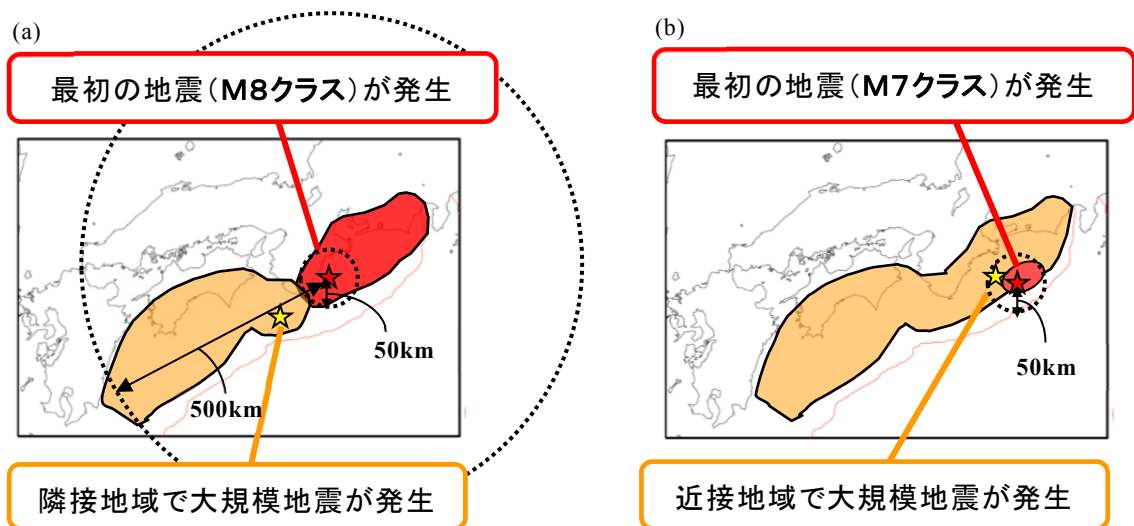 (a)
最初の地震(M8クラス)が発生
50km
500km
隣接地域で大規模地震が発生
(b)
最初の地震(M7クラス)が発生
50km
近接地域で大規模地震が発生